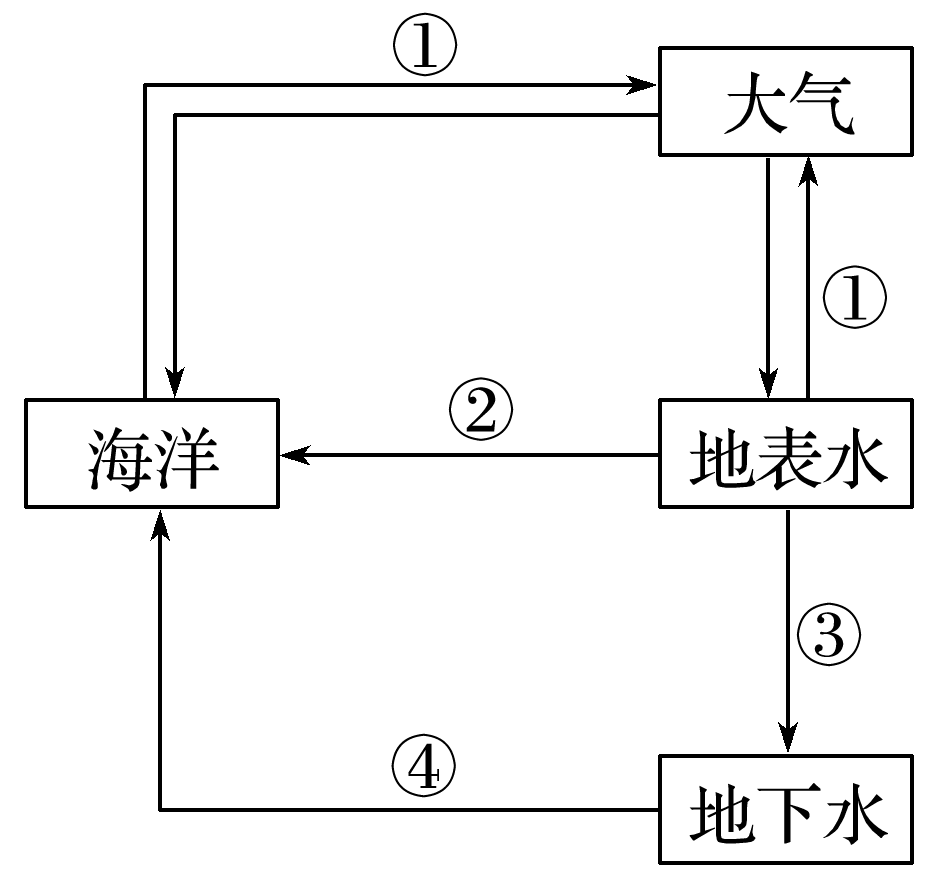 ①
大气
①
②
海洋
地表水
③
④
地下水